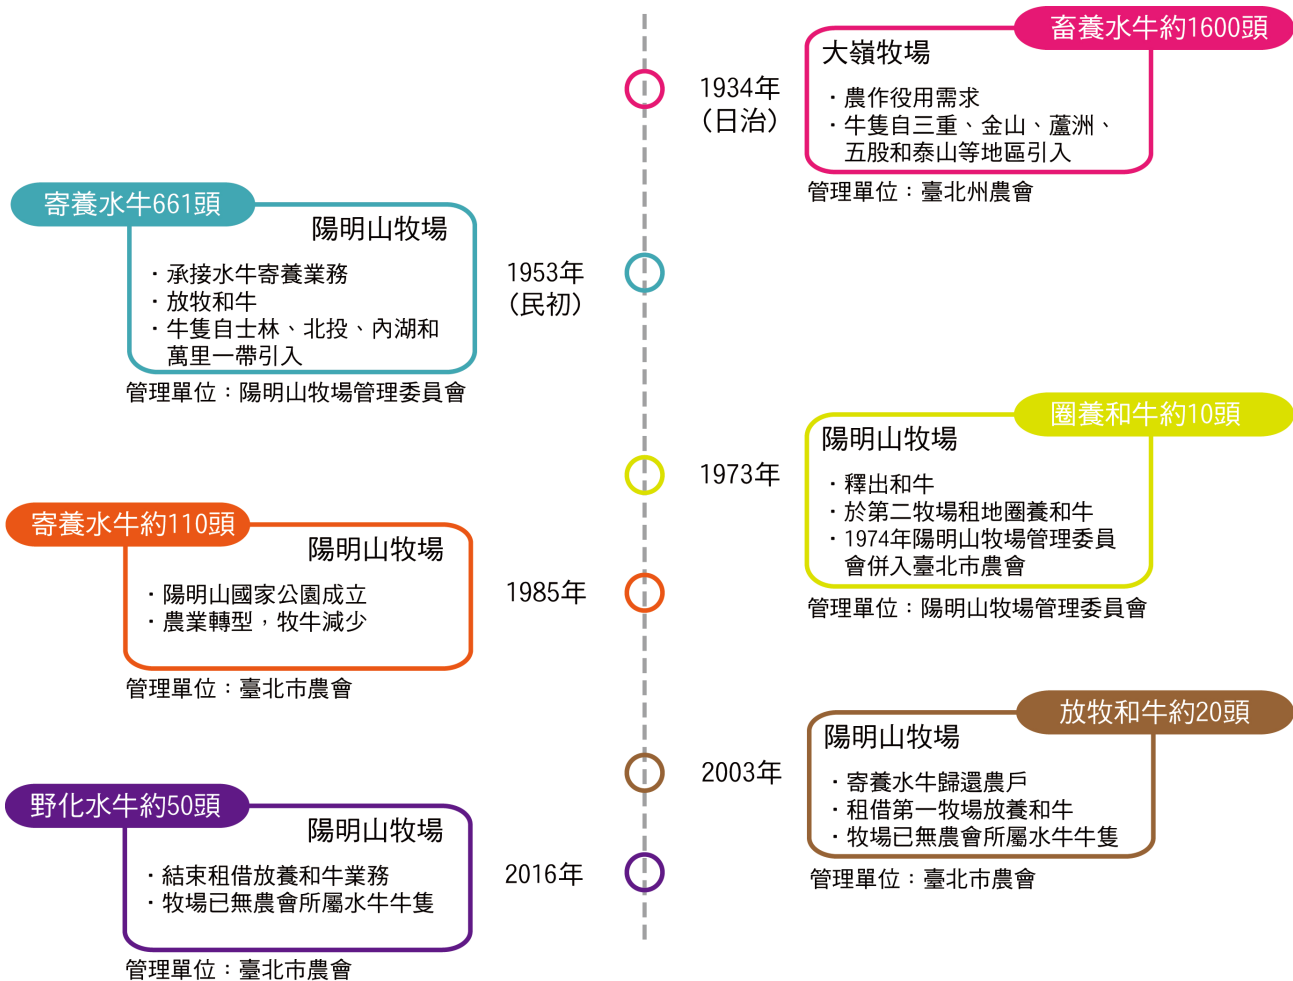 畜養水牛約1600頭
大嶺牧場
1934年
(日治)
・農作役用需求
・牛隻自三重、金山、蘆洲、
五股和泰山等地區引入
管理單位：臺北州農會
寄養水牛661頭
陽明山牧場
1953年
(民初)
・承接水牛寄養業務
・放牧和牛
・牛隻自士林、北投、內湖和
萬里一帶引入
管理單位：陽明山牧場管理委員會
圈養和牛約10頭
陽明山牧場
1973年
・釋出和牛
・於第二牧場租地圈養和牛
・1974年陽明山牧場管理委員
會併入臺北市農會
管理單位：陽明山牧場管理委員會
寄養水牛約110頭
陽明山牧場
1985年
・陽明山國家公園成立
・農業轉型，牧牛減少
管理單位：臺北市農會
放牧和牛約20頭
陽明山牧場
2003年
・寄養水牛歸還農戶
・租借第一牧場放養和牛
・牧場已無農會所屬水牛牛隻
管理單位：臺北市農會
野化水牛約50頭
陽明山牧場
2016年
・結束租借放養和牛業務
・牧場已無農會所屬水牛牛隻
管理單位：臺北市農會